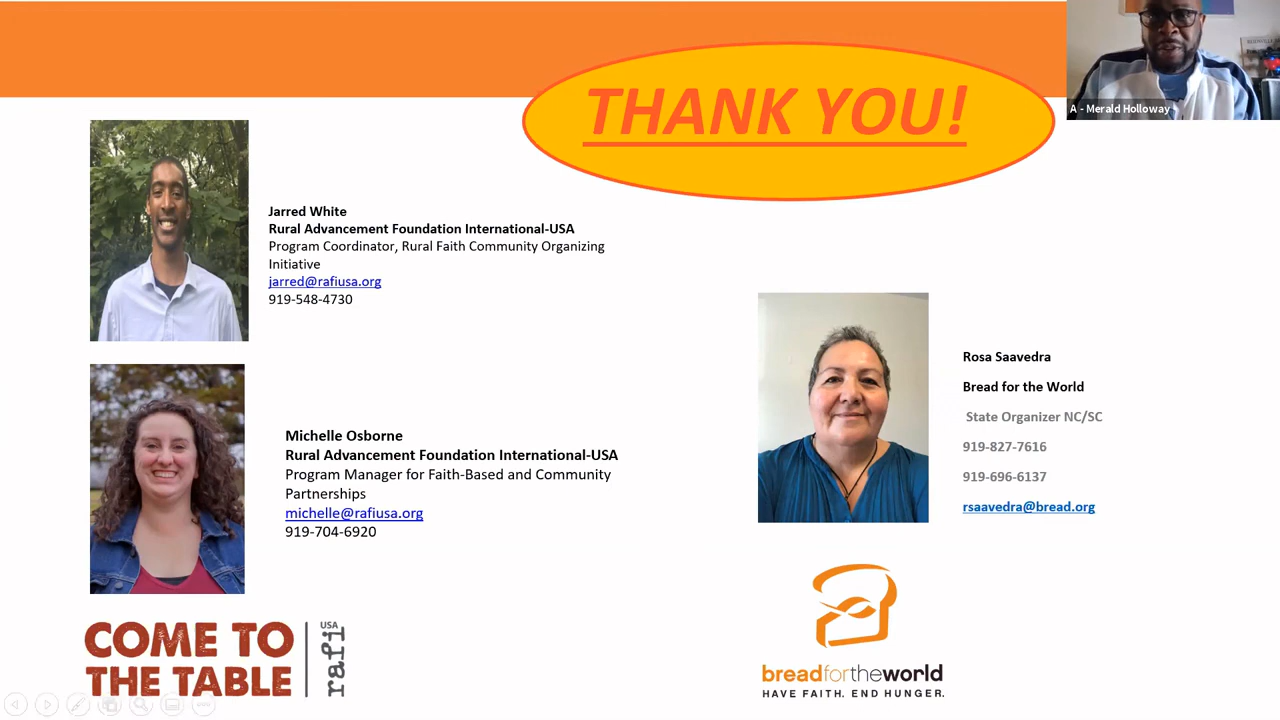 THANK YOU!
A - Merald Holloway
Jarred White
Rural Advancement Foundation International-USA
Program Coordinator, Rural Faith Community Organizing
Initiative
jarred@rafiusa.org
919-548-4730
Michelle Osborne
Rural Advancement Foundation International-USA
Program Manager for Faith-Based and Community
Partnerships
michelle@rafiusa.org
919-704-6920
Rosa Saavedra
Bread for the World
State Organizer NC/SC
919-827-7616
919-696-6137
rsaavedra@bread.org
COME TO
THE TABLE
rafi
USA
breadfortheworld
HAVE FAITH. END HUNGER.